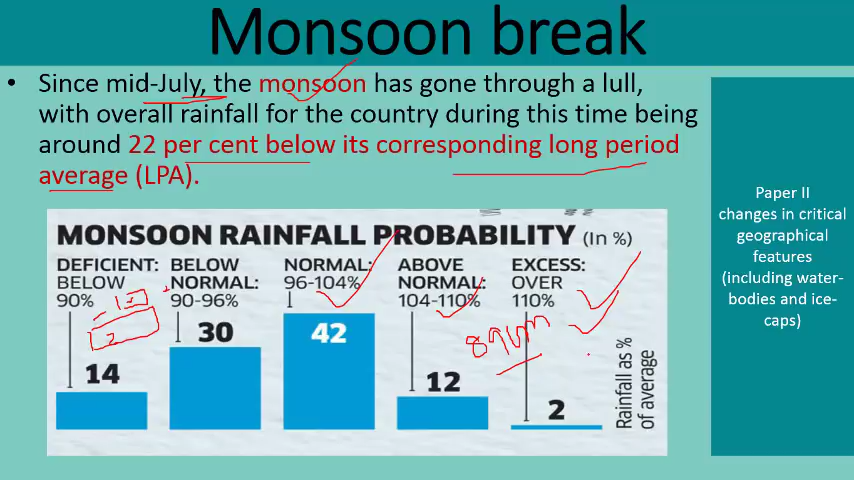 Monsoon break
• Since mid-July, the monsoon has gone through a lull,
with overall rainfall for the country during this time being
around 22 per cent below its corresponding long period
average (LPA).
MONSOON RAINFALL PROBABILITY (In %)
DEFICIENT:
BELOW
90%
14
BELOW
NORMAL:
90-96%
30
NORMAL:
96-104%
42
ABOVE
NORMAL:
104-110%
12
EXCESS:
OVER
110%
2
Rainfall as %
of average
89cm
Paper II
changes in critical
geographical
features
(including water-
bodies and ice-
caps)